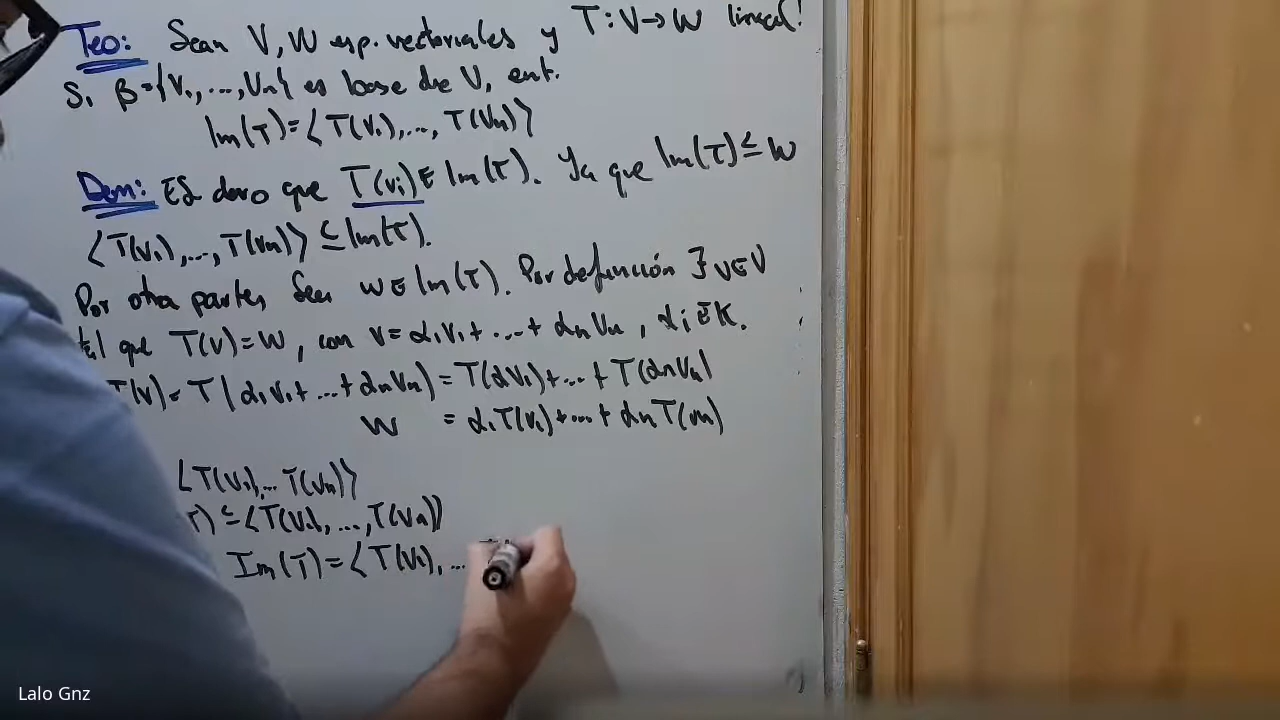 Teo: Sean V, W esp. vectoriales y T: V→W lineal!
Si β={v₁,...,vₙ} es base de V, ent.
Im(T)=⟨T(v₁),..., T(vₙ)⟩
Dem: ES claro que T(vᵢ)∈ Im(T). Ya que Im(T)≤W
⟨T(v₁),..., T(vₙ)⟩ ⊆ Im(T).
Por otra parte, Sea w∈ Im(T). Por definición ∃ v∈V
tal que T(v)=W, con v=α₁v₁+...+αₙvₙ, αᵢ∈K.
T(v)=T(α₁v₁+...+αₙvₙ)=T(αv₁)+...+T(αₙvₙ)
W = α₁T(v₁)+...+αₙT(vₙ)
⟨T(v₁),...T(vₙ)⟩
T)⊆⟨T(v₁),...,T(vₙ)⟩
Im(T)=⟨T(v₁),...
Lalo Gnz